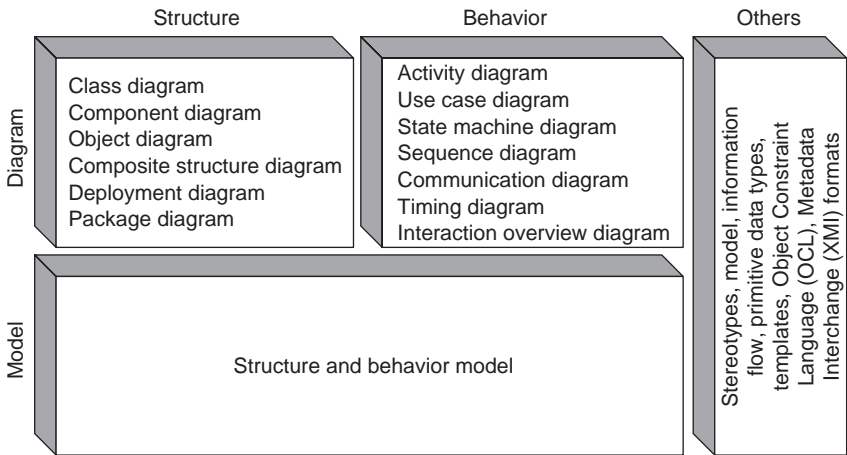 Structure
Behavior
Others
Diagram
Class diagram
Component diagram
Object diagram
Composite structure diagram
Deployment diagram
Package diagram
Activity diagram
Use case diagram
State machine diagram
Sequence diagram
Communication diagram
Timing diagram
Interaction overview diagram
Stereotypes, model, information
flow, primitive data types,
templates, Object Constraint
Language (OCL), Metadata
Interchange (XMI) formats
Model
Structure and behavior model